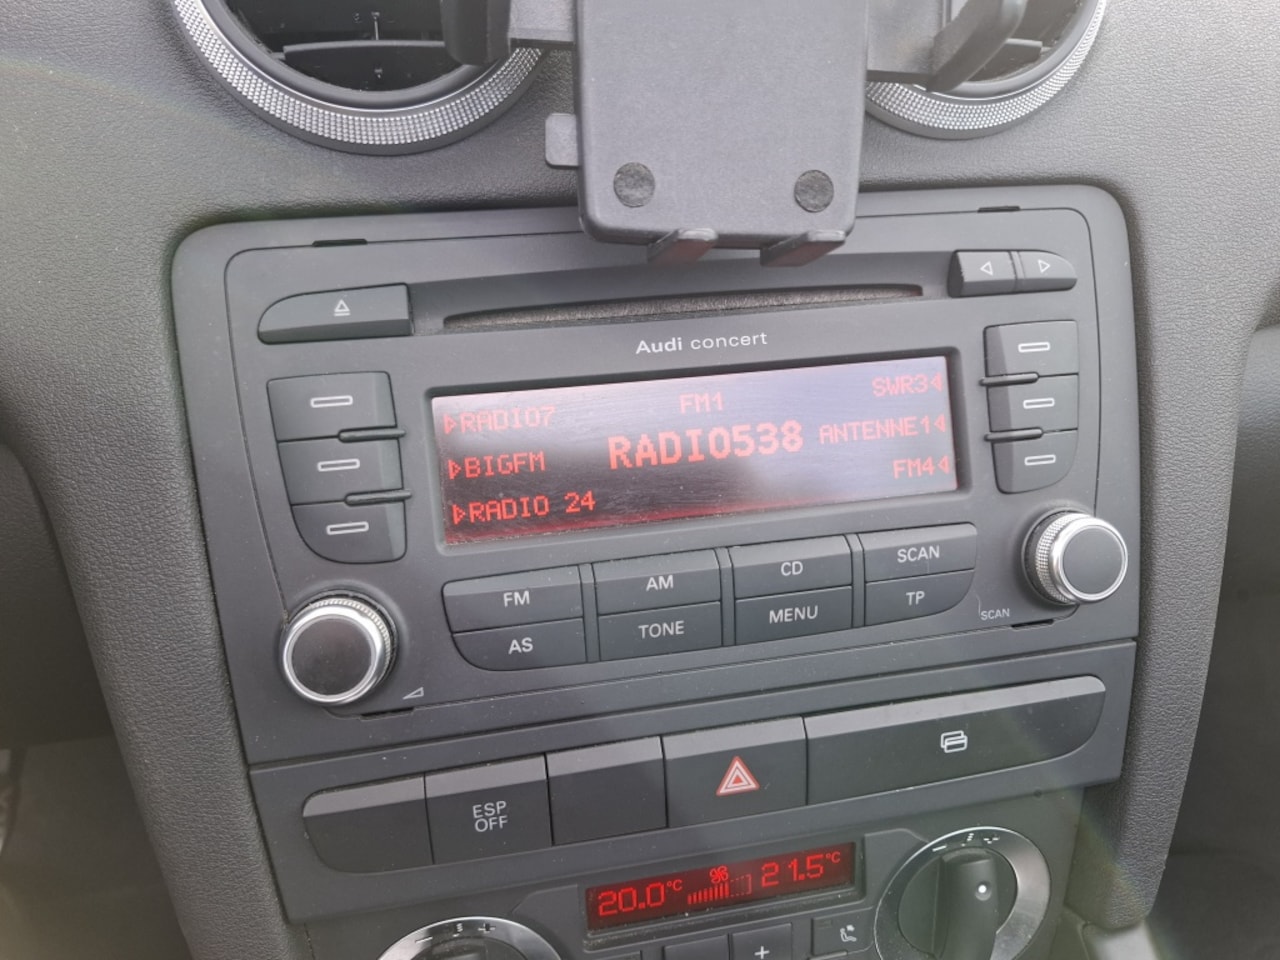 Audi concert
RADIO7
FM1
SWR3
BIGFM
RADIO538
ANTENNE1
RADIO 24
FM4
FM
AM
CD
SCAN
AS
TONE
MENU
TP
SCAN
ESP
OFF
20.0°C
21.5°C
+